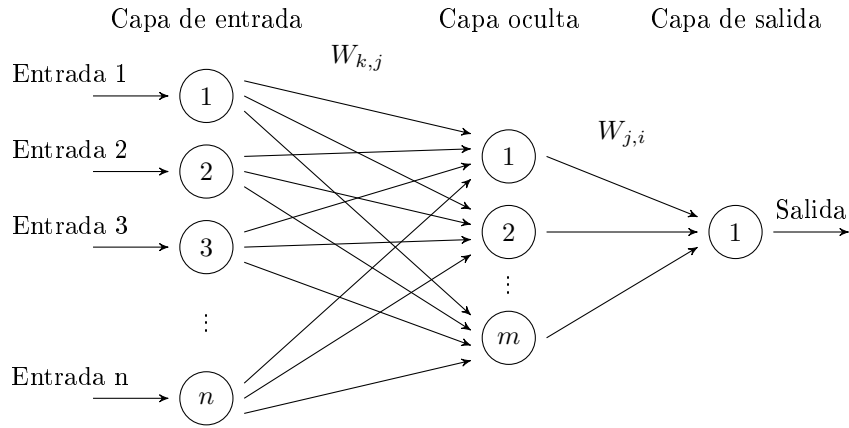 Capa de entrada
Capa oculta
Capa de salida
W_{k,j}
Entrada 1
1
Entrada 2
2
Entrada 3
3
⋮
Entrada n
n
1
2
⋮
m
W_{j,i}
1
Salida